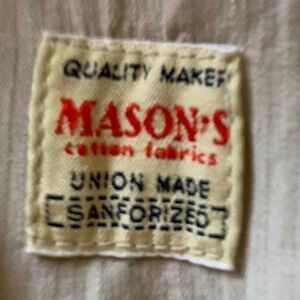 QUALITY MAKER
MASON'S
cotton fabrics
UNION MADE
SANFORIZED